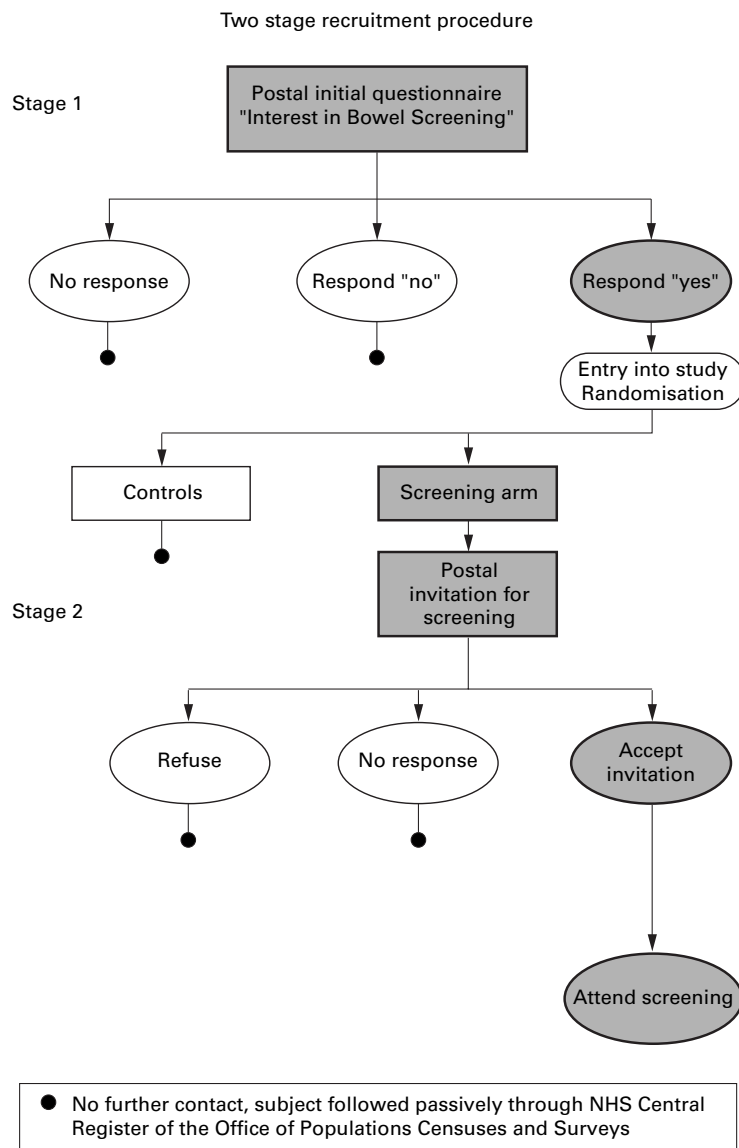 Two stage recruitment procedure
Stage 1
Postal initial questionnaire
"Interest in Bowel Screening"
No response
Respond "no"
Respond "yes"
Entry into study
Randomisation
Controls
Screening arm
Postal
invitation for
screening
Stage 2
Refuse
No response
Accept
invitation
Attend screening
No further contact, subject followed passively through NHS Central
Register of the Office of Populations Censuses and Surveys